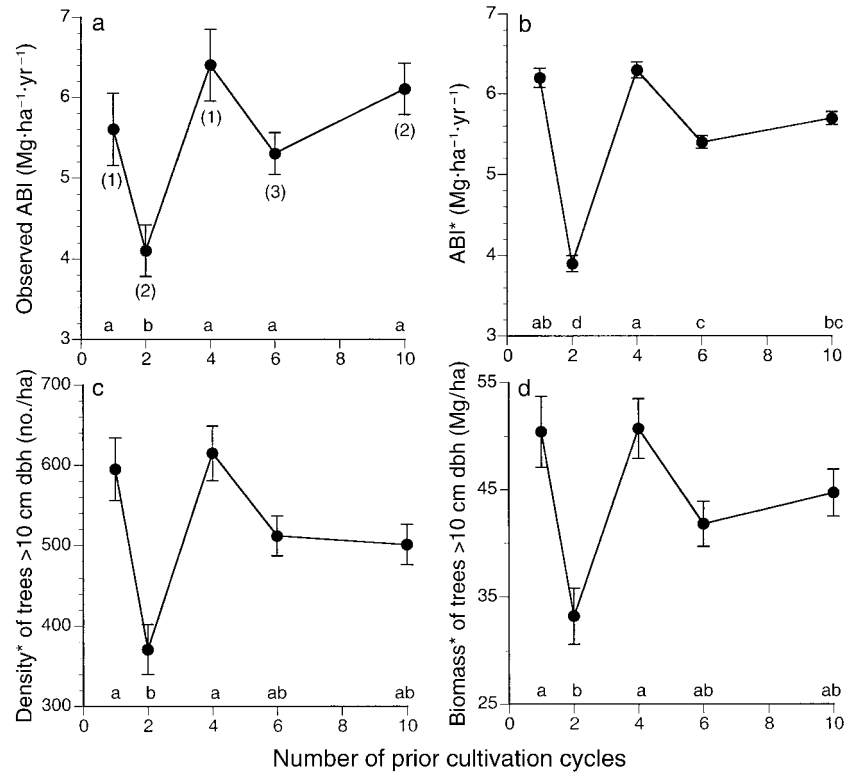 a
Observed ABI (Mg·ha⁻¹·yr⁻¹)
7
6
5
4
3
(1)
(2)
(1)
(3)
(2)
a b a a a
0 2 4 6 8 10
b
ABI* (Mg·ha⁻¹·yr⁻¹)
7
6
5
4
3
ab d a c bc
0 2 4 6 8 10
c
Density* of trees >10 cm dbh (no./ha)
700
600
500
400
300
a b a ab ab
0 2 4 6 8 10
d
Biomass* of trees >10 cm dbh (Mg/ha)
55
45
35
25
a b a ab ab
0 2 4 6 8 10
Number of prior cultivation cycles